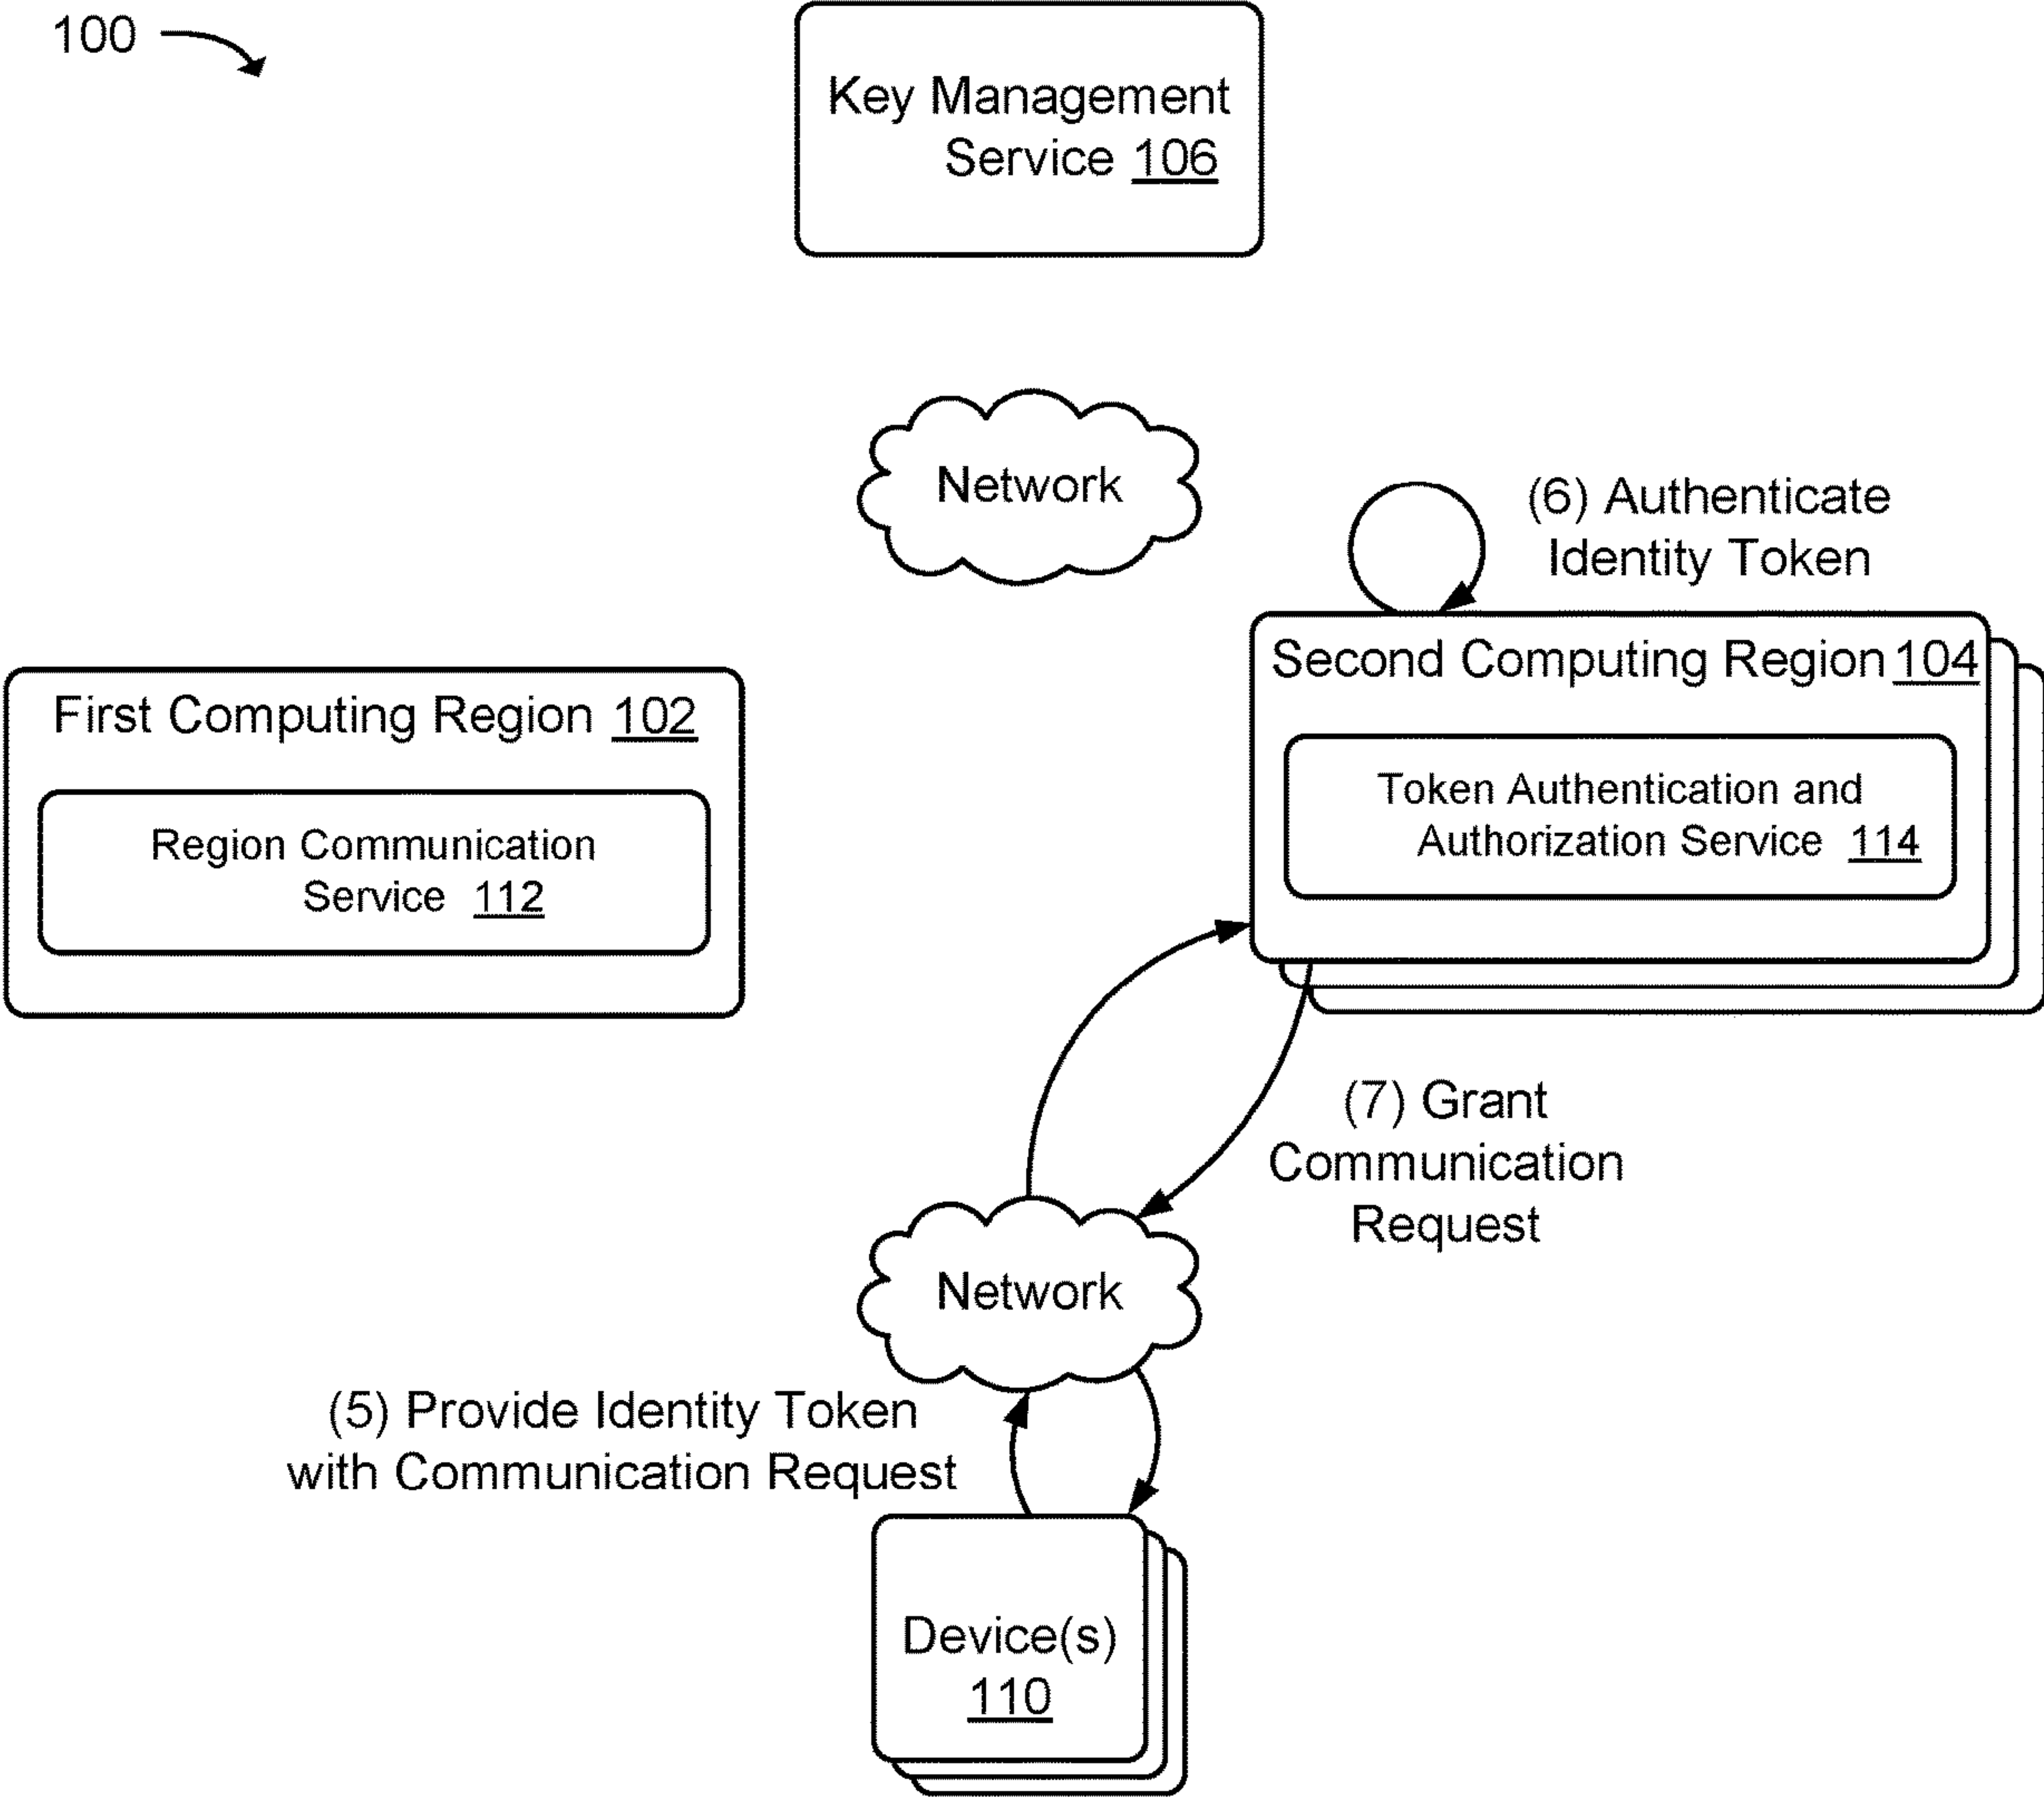 100
Key Management
Service 106
Network
(6) Authenticate
Identity Token
Second Computing Region 104
First Computing Region 102
Token Authentication and
Authorization Service 114
Region Communication
Service 112
(7) Grant
Communication
Request
Network
(5) Provide Identity Token
with Communication Request
Device(s)
110